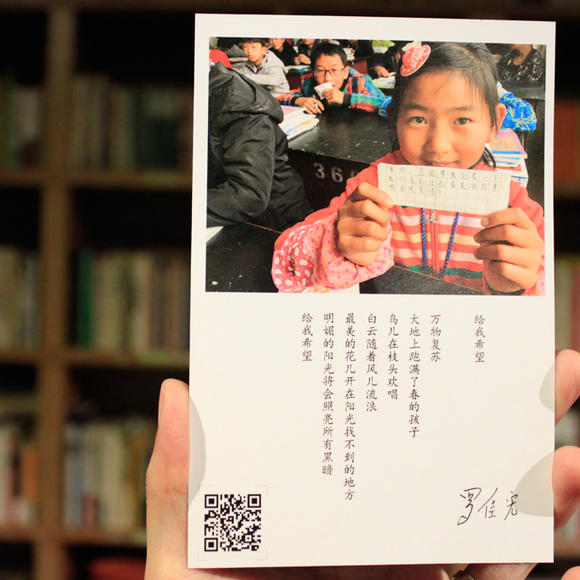 36
给我希望
万物复苏
大地上跑满了春的孩子
鸟儿在枝头欢唱
白云随着风儿流浪
最美的花儿开在阳光找不到的地方
明媚的阳光将会照亮所有黑暗
给我希望